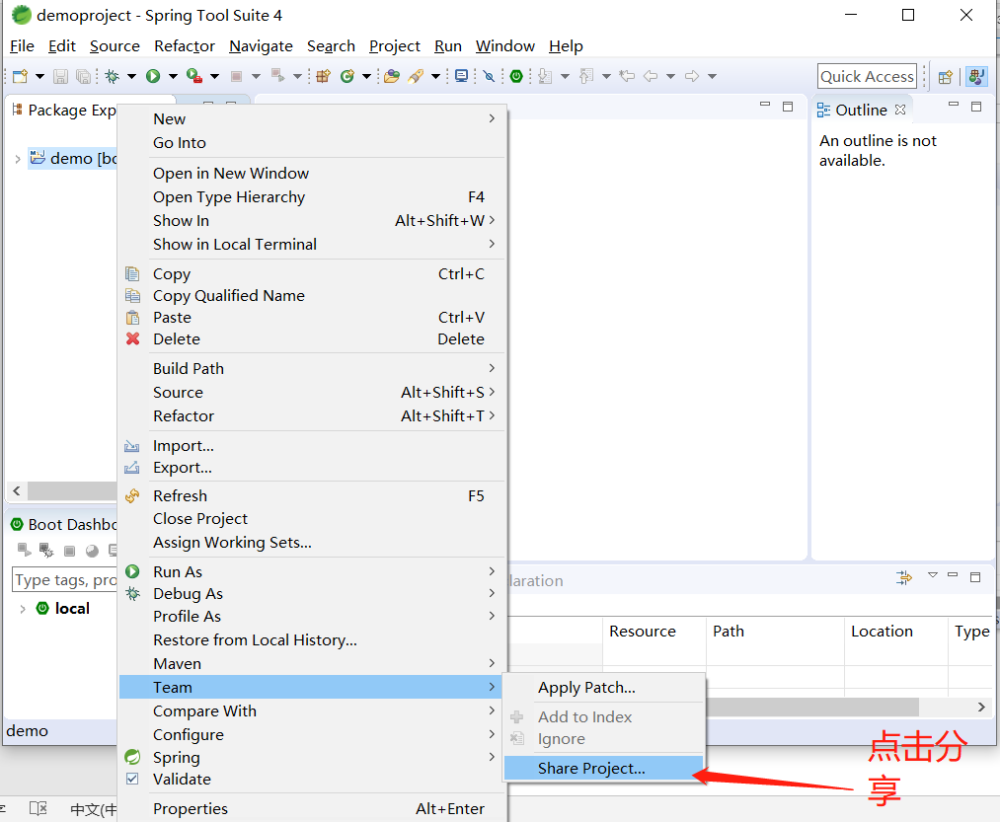 demoproject - Spring Tool Suite 4
File Edit Source Refactor Navigate Search Project Run Window Help
Quick Access
Package Exp
Outline
An outline is not
available.
demo [bo
New
Go Into
Open in New Window
Open Type Hierarchy F4
Show In Alt+Shift+W
Show in Local Terminal
Copy Ctrl+C
Copy Qualified Name
Paste Ctrl+V
Delete Delete
Build Path
Source Alt+Shift+S
Refactor Alt+Shift+T
Import...
Export...
Refresh F5
Close Project
Assign Working Sets...
Run As
Debug As
Profile As
Restore from Local History...
Maven
Team
Compare With
Configure
Spring
Validate
Properties Alt+Enter
Boot Dashbo
Type tags, pro
local
demo
laration
Resource Path Location Type
Apply Patch...
Add to Index
Ignore
Share Project...
点击分
享
中文(中